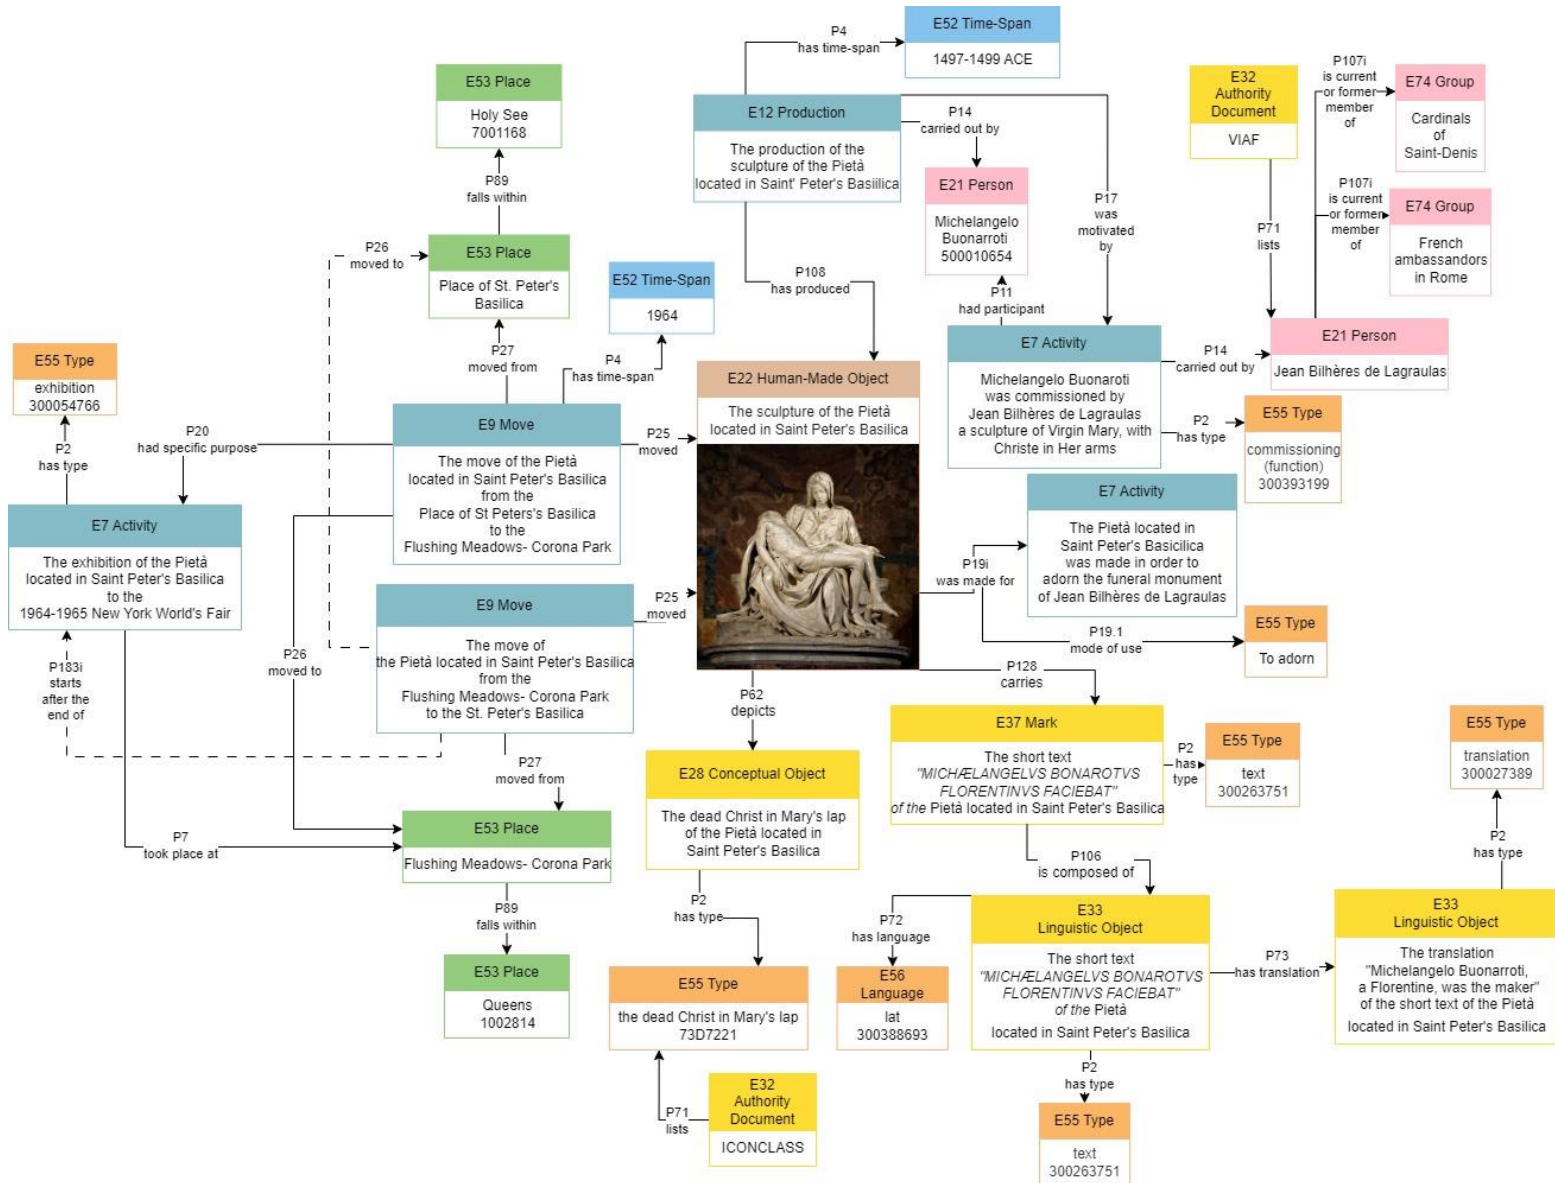 P4
has time-span
E52 Time-Span
1497-1499 ACE
E53 Place
Holy See
7001168
P89
falls within
P26
moved to
E53 Place
Place of St. Peter's
Basilica
P27
moved from
E12 Production
The production of the
sculpture of the Pietà
located in Saint' Peter's Basiilica
P14
carried out by
E21 Person
Michelangelo
Buonarroti
500010654
P11
had participant
P17
was
motivated
by
E32
Authority
Document
VIAF
P71
lists
P107i
is current
or former
member
of
E74 Group
Cardinals
of
Saint-Denis
P107i
is current
or former
member
of
E74 Group
French
ambassandors
in Rome
E21 Person
Jean Bilhères de Lagraulas
P108
has produced
E52 Time-Span
1964
P4
has time-span
E7 Activity
Michelangelo Buonaroti
was commissioned by
Jean Bilhères de Lagraulas
a sculpture of Virgin Mary, with
Christe in Her arms
P14
carried out by
P2
has type
E55 Type
commissioning
(function)
300393199
E55 Type
exhibition
300054766
P2
has type
P20
had specific purpose
E9 Move
The move of the Pietà
located in Saint Peter's Basilica
from the
Place of St Peters's Basilica
to the
Flushing Meadows- Corona Park
P25
moved
E22 Human-Made Object
The sculpture of the Pietà
located in Saint Peter's Basilica
E7 Activity
The Pietà located in
Saint Peter's Basicilica
was made in order to
adorn the funeral monument
of Jean Bilhères de Lagraulas
P19i
was made for
P19.1
mode of use
E55 Type
To adorn
E7 Activity
The exhibition of the Pietà
located in Saint Peter's Basilica
to the
1964-1965 New York World's Fair
P183i
starts
after the
end of
P26
moved to
E9 Move
The move of
the Pietà located in Saint Peter's Basilica
from the
Flushing Meadows- Corona Park
to the St. Peter's Basilica
P25
moved
P27
moved from
P7
took place at
E53 Place
Flushing Meadows- Corona Park
P89
falls within
E53 Place
Queens
1002814
P62
depicts
E28 Conceptual Object
The dead Christ in Mary's lap
of the Pietà located in
Saint Peter's Basilica
P2
has type
E55 Type
the dead Christ in Mary's lap
73D7221
P71
lists
E32
Authority
Document
ICONCLASS
P128
carries
E37 Mark
The short text
"MICHÆLANGELVS BONAROTVS
FLORENTINVS FACIEBAT"
of the Pietà located in Saint Peter's Basilica
P2
has
type
E55 Type
text
300263751
P106
is composed of
P72
has language
E56
Language
lat
300388693
E33
Linguistic Object
The short text
"MICHÆLANGELVS BONAROTVS
FLORENTINVS FACIEBAT"
of the Pietà
located in Saint Peter's Basilica
P2
has type
E55 Type
text
300263751
P73
has translation
E33
Linguistic Object
The translation
"Michelangelo Buonarroti,
a Florentine, was the maker"
of the short text of the Pietà
located in Saint Peter's Basilica
P2
has type
E55 Type
translation
300027389